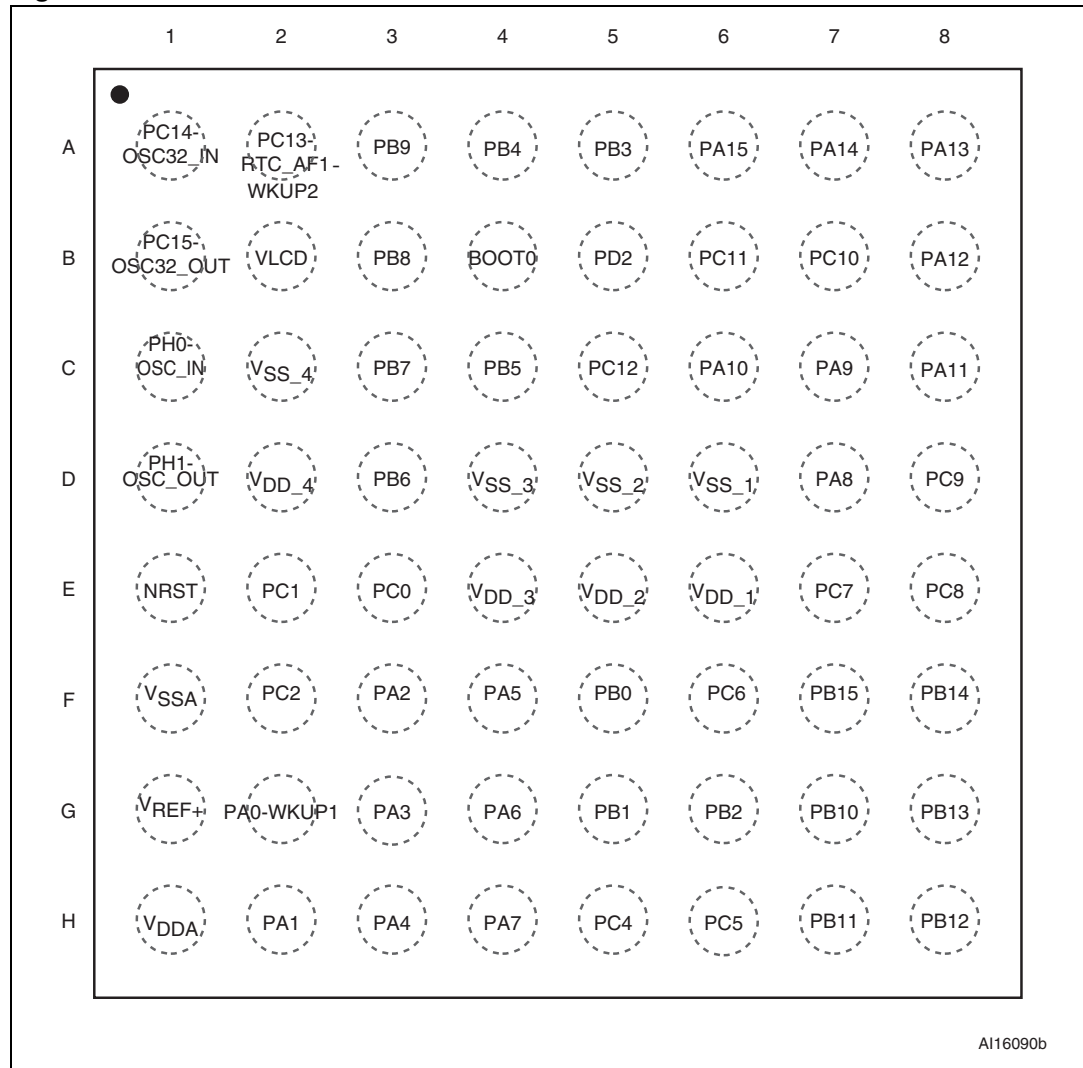 1 2 3 4 5 6 7 8
A PC14- OSC32_IN PC13- RTC_AF1- WKUP2 PB9 PB4 PB3 PA15 PA14 PA13
B PC15- OSC32_OUT VLCD PB8 BOOT0 PD2 PC11 PC10 PA12
C PH0- OSC_IN VSS_4 PB7 PB5 PC12 PA10 PA9 PA11
D PH1- OSC_OUT VDD_4 PB6 VSS_3 VSS_2 VSS_1 PA8 PC9
E NRST PC1 PC0 VDD_3 VDD_2 VDD_1 PC7 PC8
F VSSA PC2 PA2 PA5 PB0 PC6 PB15 PB14
G VREF+ PA0-WKUP1 PA3 PA6 PB1 PB2 PB10 PB13
H VDDA PA1 PA4 PA7 PC4 PC5 PB11 PB12
AI16090b